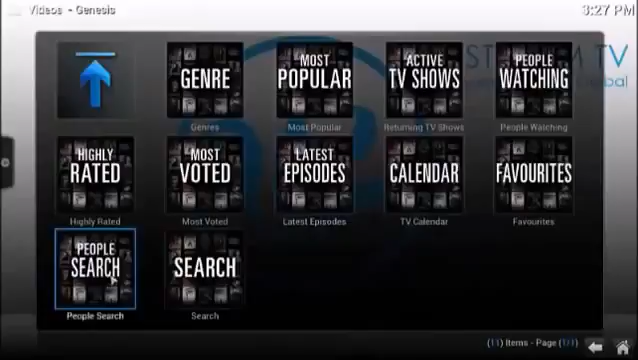 Videos - Genesis
3:27 PM
GENRE
MOST
POPULAR
ACTIVE
TV SHOWS
PEOPLE
WATCHING
Genres
Most Popular
Returning TV Shows
People Watching
HIGHLY
RATED
MOST
VOTED
LATEST
EPISODES
CALENDAR
FAVOURITES
Highly Rated
Most Voted
Latest Episodes
TV Calendar
Favourites
PEOPLE
SEARCH
SEARCH
People Search
Search
(11) Items - Page (1/1)